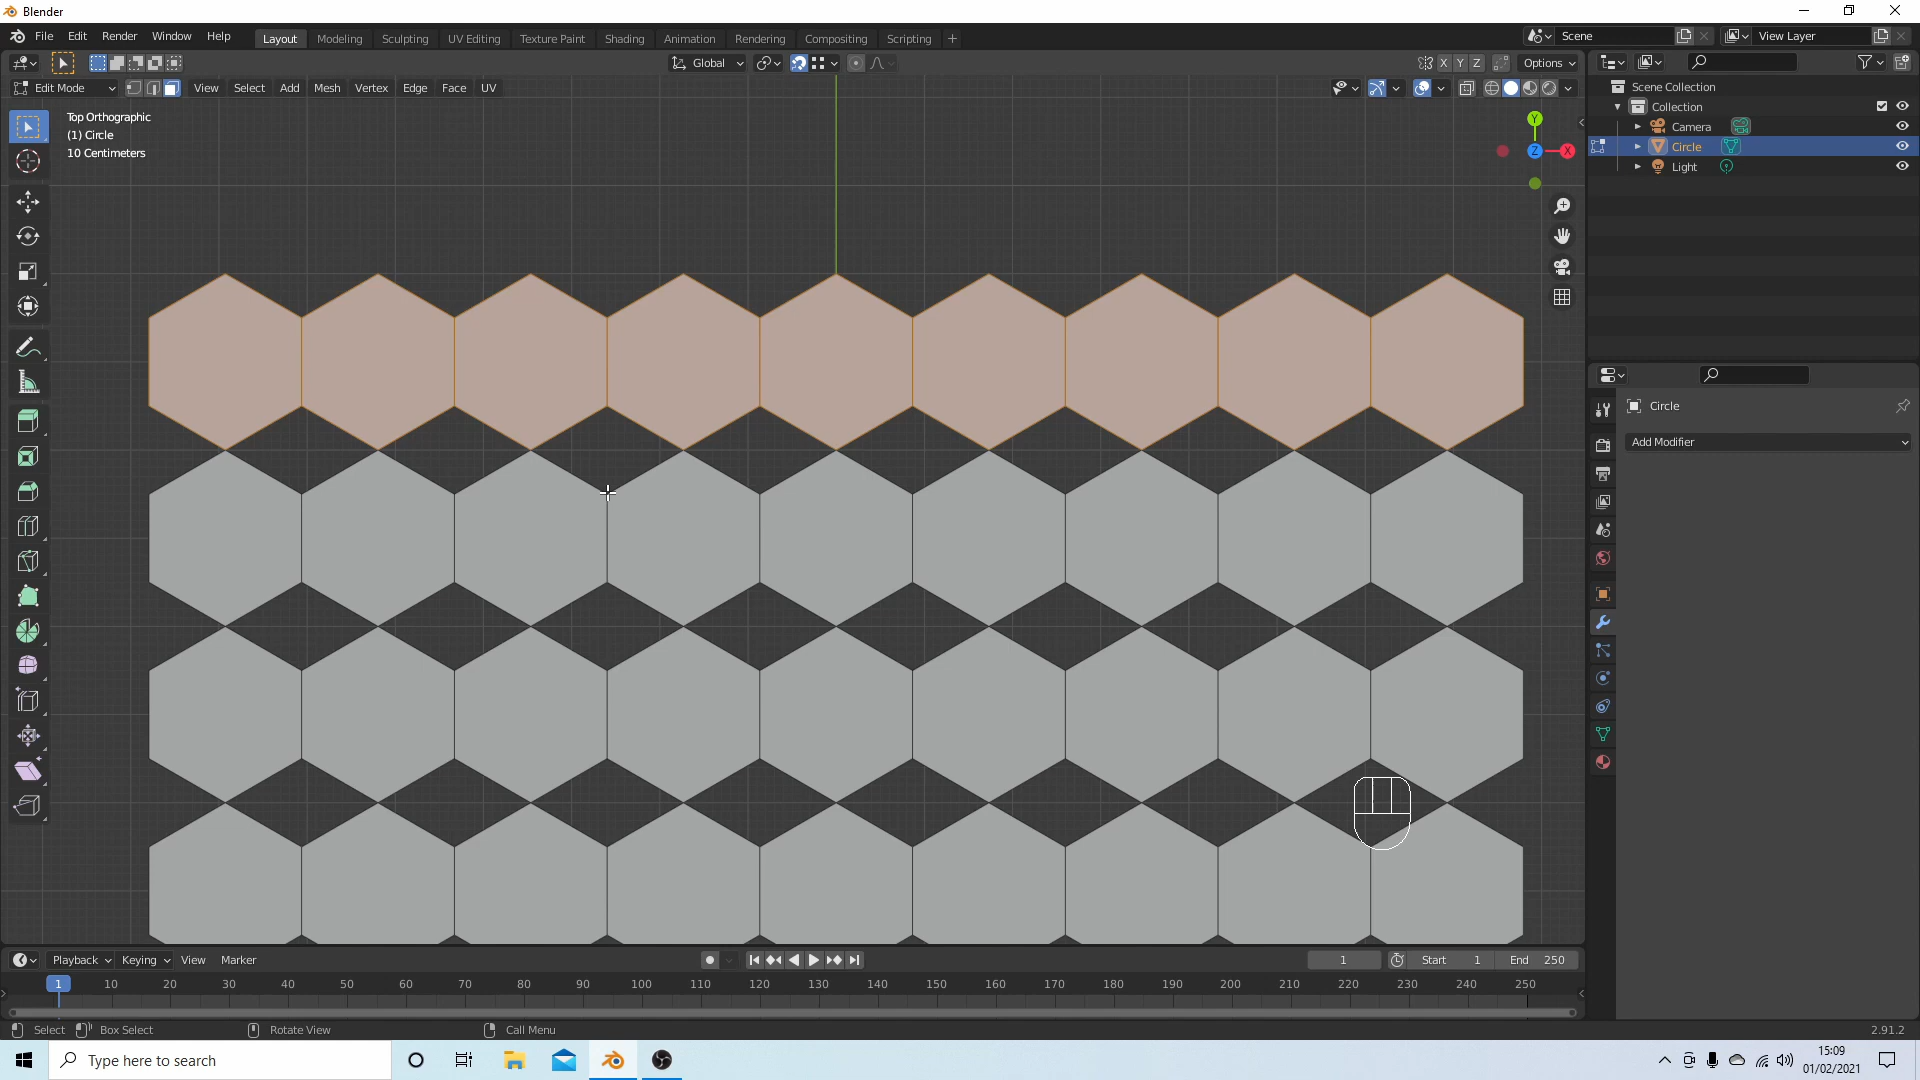 Blender
File Edit Render Window Help
Layout Modeling Sculpting UV Editing Texture Paint Shading Animation Rendering Compositing Scripting +
Scene
View Layer
Global
X Y Z
Options
Edit Mode
View Select Add Mesh Vertex Edge Face UV
Top Orthographic
(1) Circle
10 Centimeters
Y
Z
X
Scene Collection
Collection
Camera
Circle
Light
Circle
Add Modifier
Playback Keying View Marker
1
Start 1
End 250
1 10 20 30 40 50 60 70 80 90 100 110 120 130 140 150 160 170 180 190 200 210 220 230 240 250
Select Box Select Rotate View Call Menu
2.91.2
Type here to search
15:09
01/02/2021